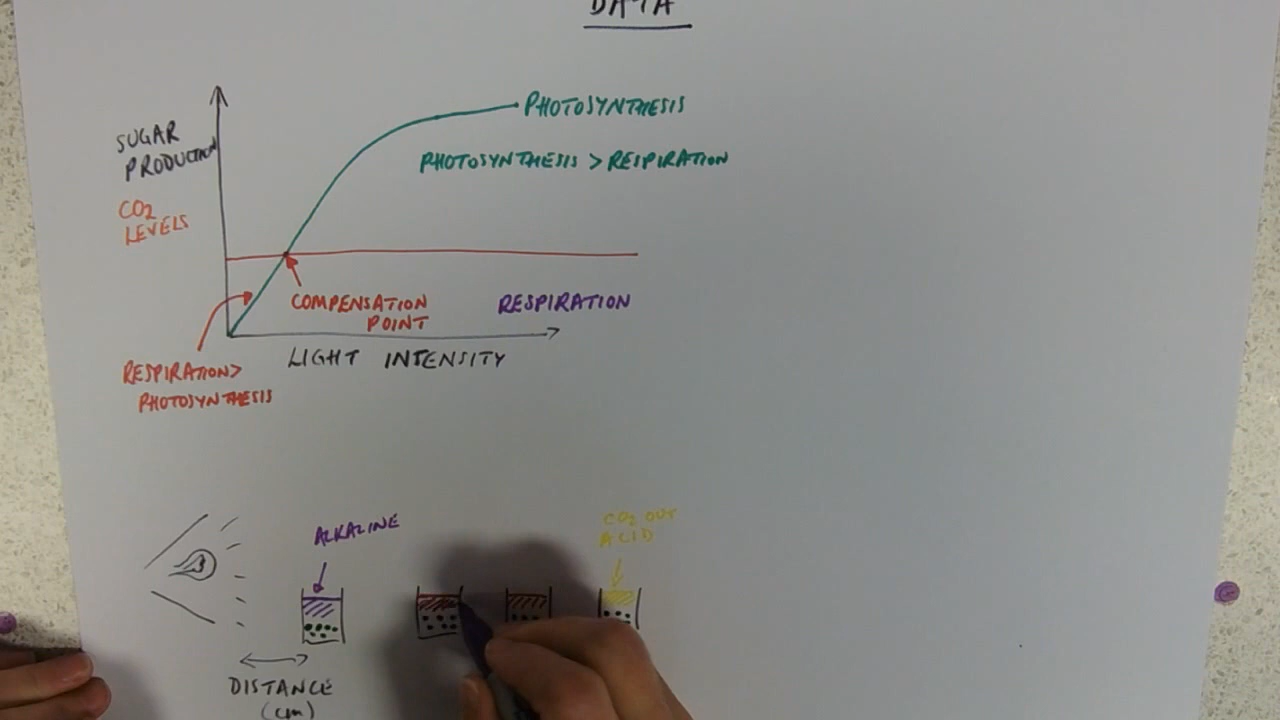 DATA
SUGAR
PRODUCTION
CO2
LEVELS
PHOTOSYNTHESIS
PHOTOSYNTHESIS > RESPIRATION
COMPENSATION
POINT
RESPIRATION
LIGHT INTENSITY
RESPIRATION>
PHOTOSYNTHESIS
ALKALINE
CO2 OUT
ACID
DISTANCE
(cm)